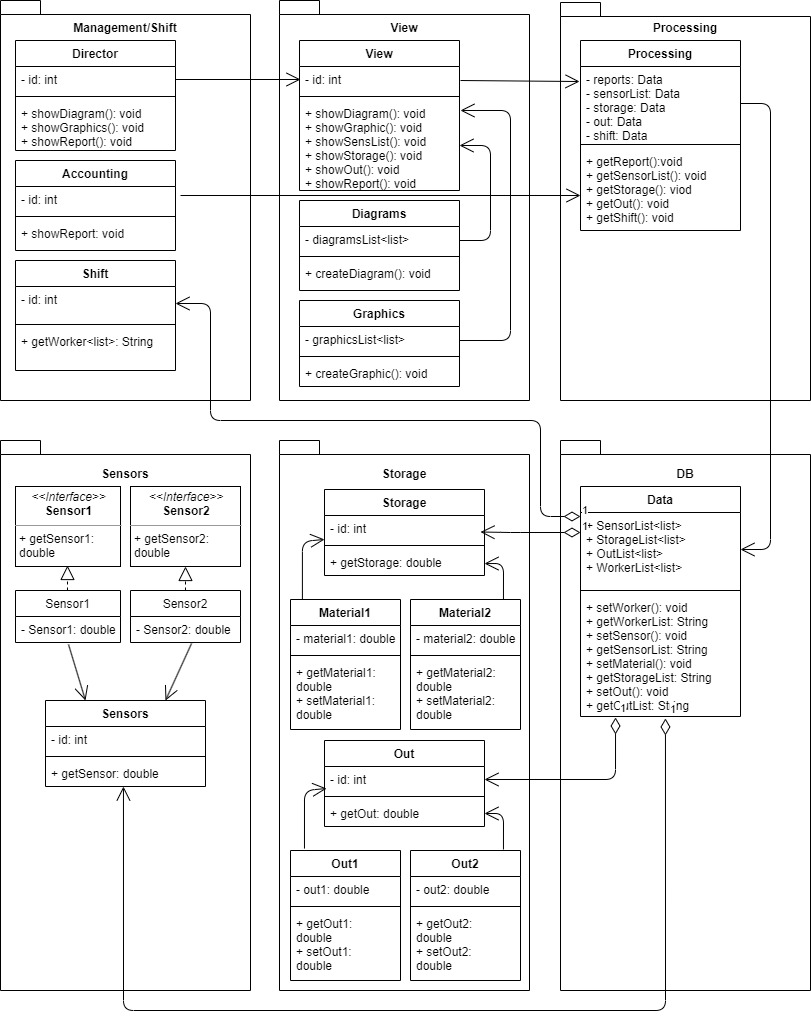 Management/Shift
Director
- id: int
+ showDiagram(): void
+ showGraphics(): void
+ showReport(): void
Accounting
- id: int
+ showReport: void
Shift
- id: int
+ getWorker<list>: String
View
View
- id: int
+ showDiagram(): void
+ showGraphic(): void
+ showSensList(): void
+ showStorage(): void
+ showOut(): void
+ showReport(): void
Diagrams
- diagramsList<list>
+ createDiagram(): void
Graphics
- graphicsList<list>
+ createGraphic(): void
Processing
Processing
- reports: Data
- sensorList: Data
- storage: Data
- out: Data
- shift: Data
+ getReport():void
+ getSensorList(): void
+ getStorage(): viod
+ getOut(): void
+ getShift(): void
Sensors
<<Interface>>
Sensor1
+ getSensor1:
double
<<Interface>>
Sensor2
+ getSensor2:
double
Sensor1
- Sensor1: double
Sensor2
- Sensor2: double
Sensors
- id: int
+ getSensor: double
Storage
Storage
- id: int
+ getStorage: double
Material1
- material1: double
+ getMaterial1:
double
+ setMaterial1:
double
Material2
- material2: double
+ getMaterial2:
double
+ setMaterial2:
double
Out
- id: int
+ getOut: double
Out1
- out1: double
+ getOut1:
double
+ setOut1:
double
Out2
- out2: double
+ getOut2:
double
+ setOut2:
double
DB
Data
1
1
+ SensorList<list>
+ StorageList<list>
+ OutList<list>
+ WorkerList<list>
+ setWorker(): void
+ getWorkerList: String
+ setSensor(): void
+ getSensorList: String
+ setMaterial(): void
+ getStorageList: String
+ setOut(): void
+ getOutList: String
1
1